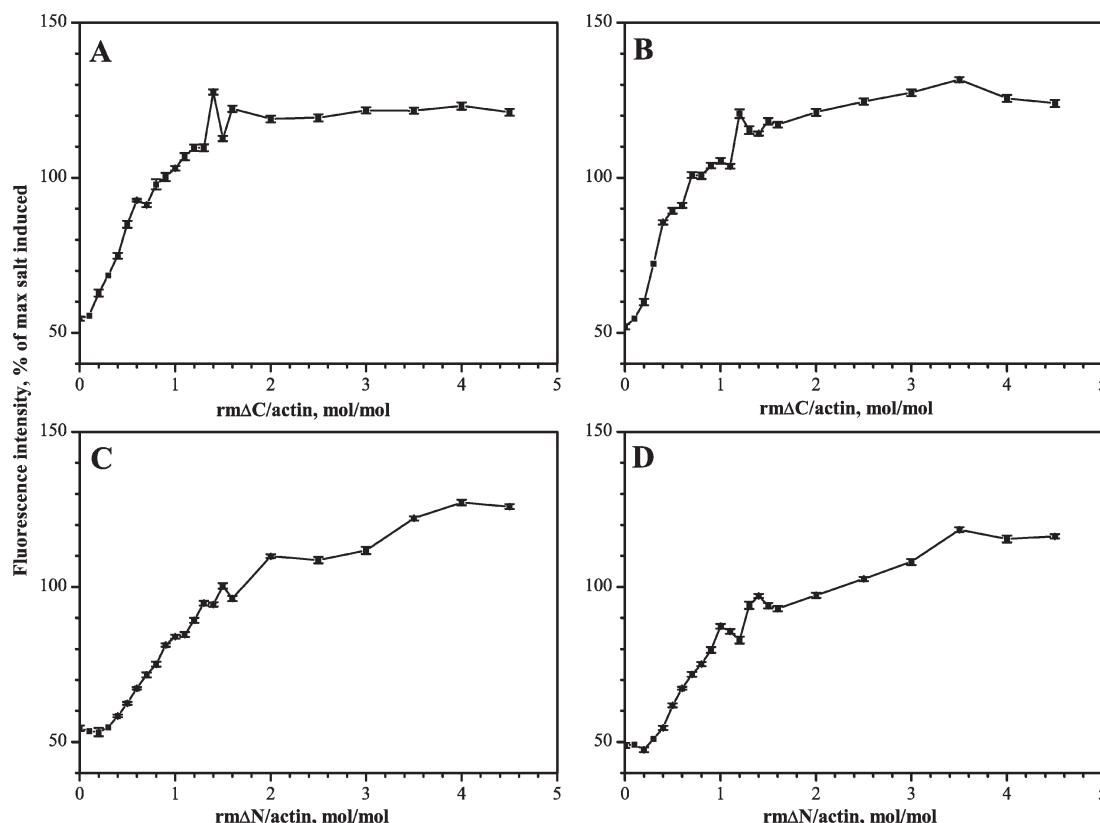 Fluorescence intensity, % of max salt induced
A
150
100
50
0 1 2 3 4 5
rmΔC/actin, mol/mol
B
150
100
50
0 1 2 3 4 5
rmΔC/actin, mol/mol
C
150
100
50
0 1 2 3 4 5
rmΔN/actin, mol/mol
D
150
100
50
0 1 2 3 4 5
rmΔN/actin, mol/mol